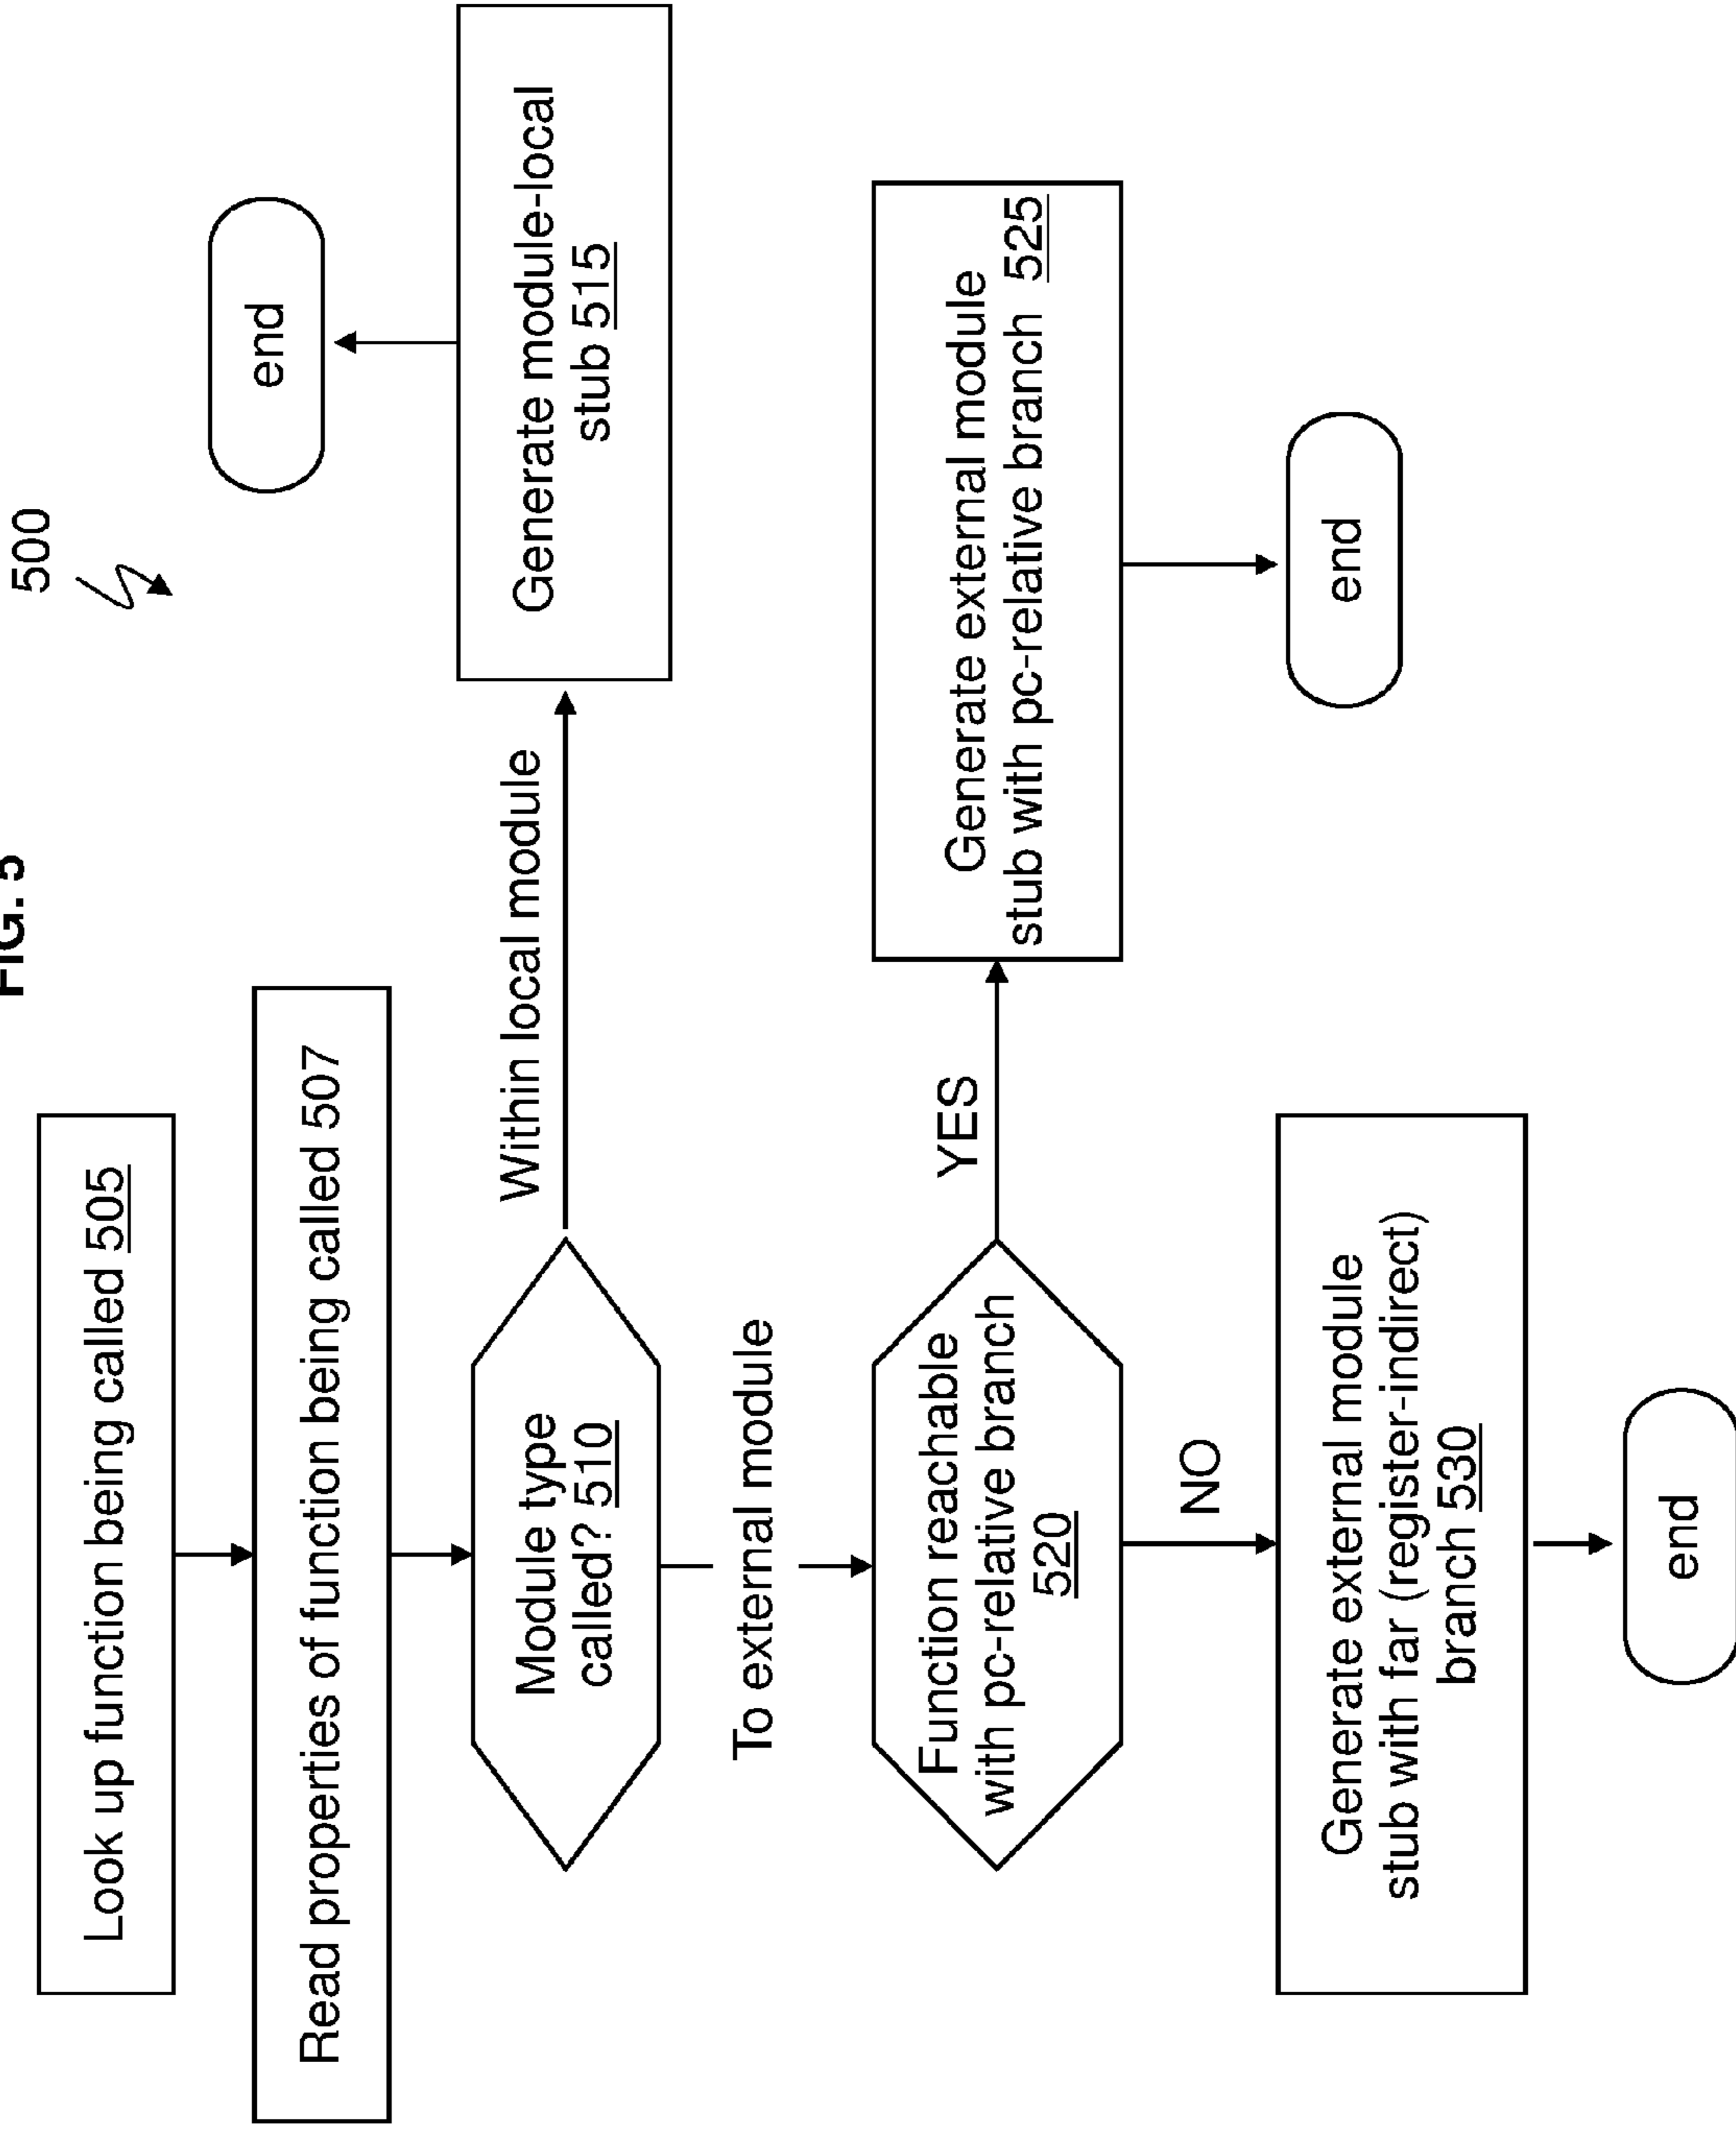 FIG. 5
500
Look up function being called 505
Read properties of function being called 507
Module type
called? 510
Within local module
Generate module-local
stub 515
end
To external module
Function reachable
with pc-relative branch
520
YES
Generate external module
stub with pc-relative branch 525
end
NO
Generate external module
stub with far (register-indirect)
branch 530
end